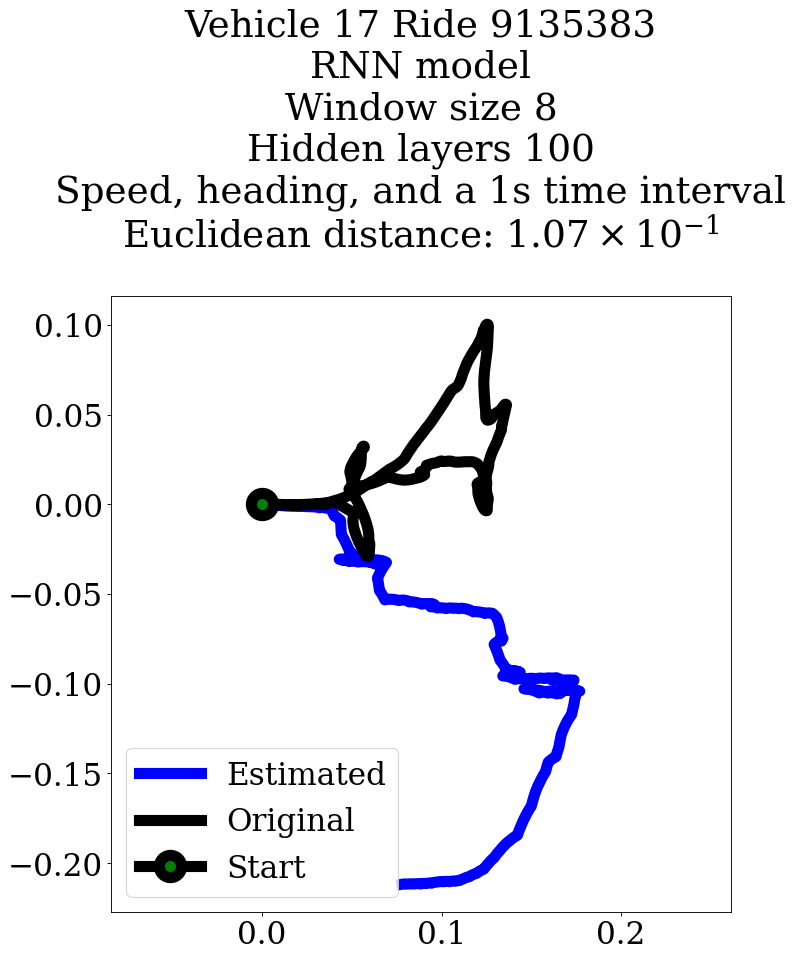 Vehicle 17 Ride 9135383
RNN model
Window size 8
Hidden layers 100
Speed, heading, and a 1s time interval
Euclidean distance: 1.07 × 10⁻¹
0.10
0.05
0.00
−0.05
−0.10
−0.15
−0.20
Estimated
Original
Start
0.0 0.1 0.2